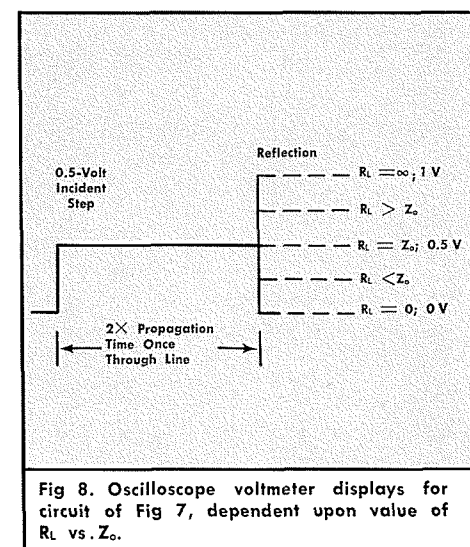 Reflection
0.5-Volt
Incident
Step
RL = ∞; 1 V
RL > Zo
RL = Zo; 0.5 V
RL <Zo
RL = 0; 0 V
2X Propagation
Time Once
Through Line
Fig 8. Oscilloscope voltmeter displays for
circuit of Fig 7, dependent upon value of
RL vs. Zo.